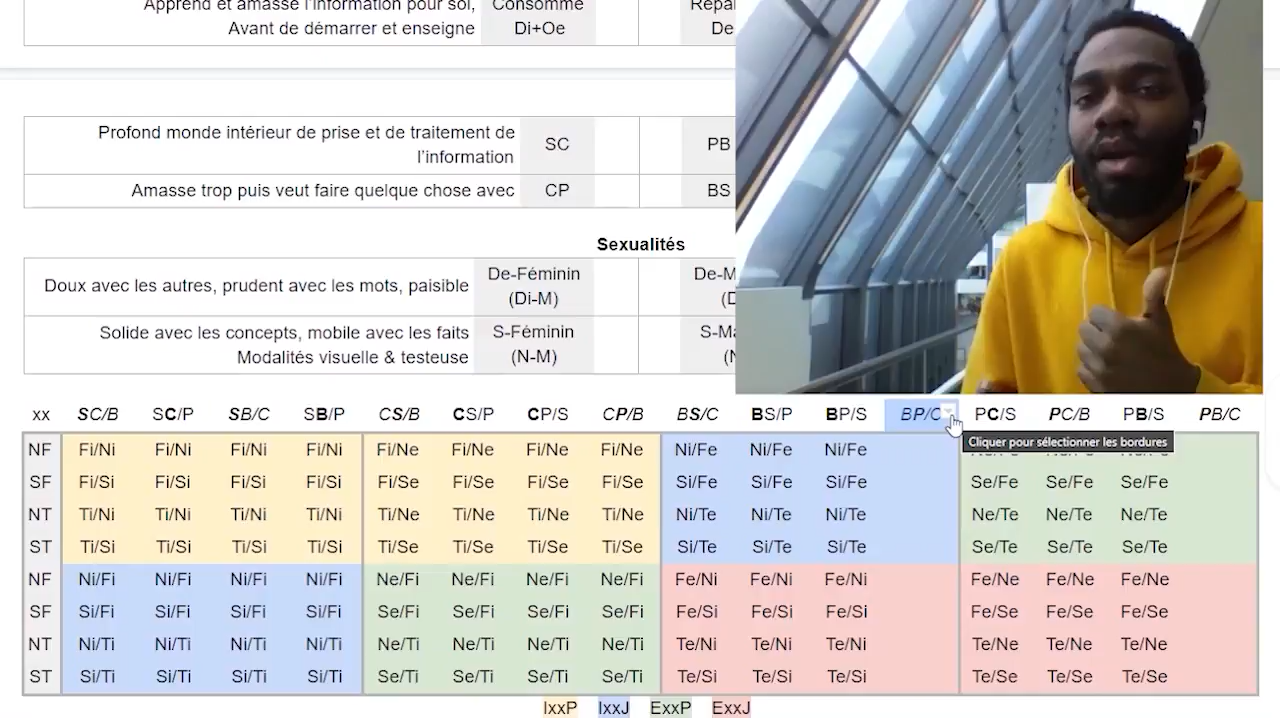 Apprend et amasse l'information pour soi, Consomme
Avant de démarrer et enseigne Di+Oe De
Profond monde intérieur de prise et de traitement de
l'information SC PB
Amasse trop puis veut faire quelque chose avec CP BS
Sexualités
Doux avec les autres, prudent avec les mots, paisible De-Féminin
(Di-M)
Solide avec les concepts, mobile avec les faits S-Féminin
Modalités visuelle & testeuse (N-M)
xx SC/B SC/P SB/C SB/P CS/B CS/P CP/S CP/B BS/C BS/P BP/S BP/C PC/S PC/B PB/S PB/C
Cliquer pour sélectionner les bordures
NF Fi/Ni Fi/Ni Fi/Ni Fi/Ni Fi/Ne Fi/Ne Fi/Ne Fi/Ne Ni/Fe Ni/Fe Ni/Fe
SF Fi/Si Fi/Si Fi/Si Fi/Si Fi/Se Fi/Se Fi/Se Fi/Se Si/Fe Si/Fe Si/Fe Se/Fe Se/Fe Se/Fe
NT Ti/Ni Ti/Ni Ti/Ni Ti/Ni Ti/Ne Ti/Ne Ti/Ne Ti/Ne Ni/Te Ni/Te Ni/Te Ne/Te Ne/Te Ne/Te
ST Ti/Si Ti/Si Ti/Si Ti/Si Ti/Se Ti/Se Ti/Se Ti/Se Si/Te Si/Te Si/Te Se/Te Se/Te Se/Te
NF Ni/Fi Ni/Fi Ni/Fi Ni/Fi Ne/Fi Ne/Fi Ne/Fi Ne/Fi Fe/Ni Fe/Ni Fe/Ni Fe/Ne Fe/Ne Fe/Ne
SF Si/Fi Si/Fi Si/Fi Si/Fi Se/Fi Se/Fi Se/Fi Se/Fi Fe/Si Fe/Si Fe/Si Fe/Se Fe/Se Fe/Se
NT Ni/Ti Ni/Ti Ni/Ti Ni/Ti Ne/Ti Ne/Ti Ne/Ti Ne/Ti Te/Ni Te/Ni Te/Ni Te/Ne Te/Ne Te/Ne
ST Si/Ti Si/Ti Si/Ti Si/Ti Se/Ti Se/Ti Se/Ti Se/Ti Te/Si Te/Si Te/Si Te/Se Te/Se Te/Se
IxxP IxxJ ExxP ExxJ